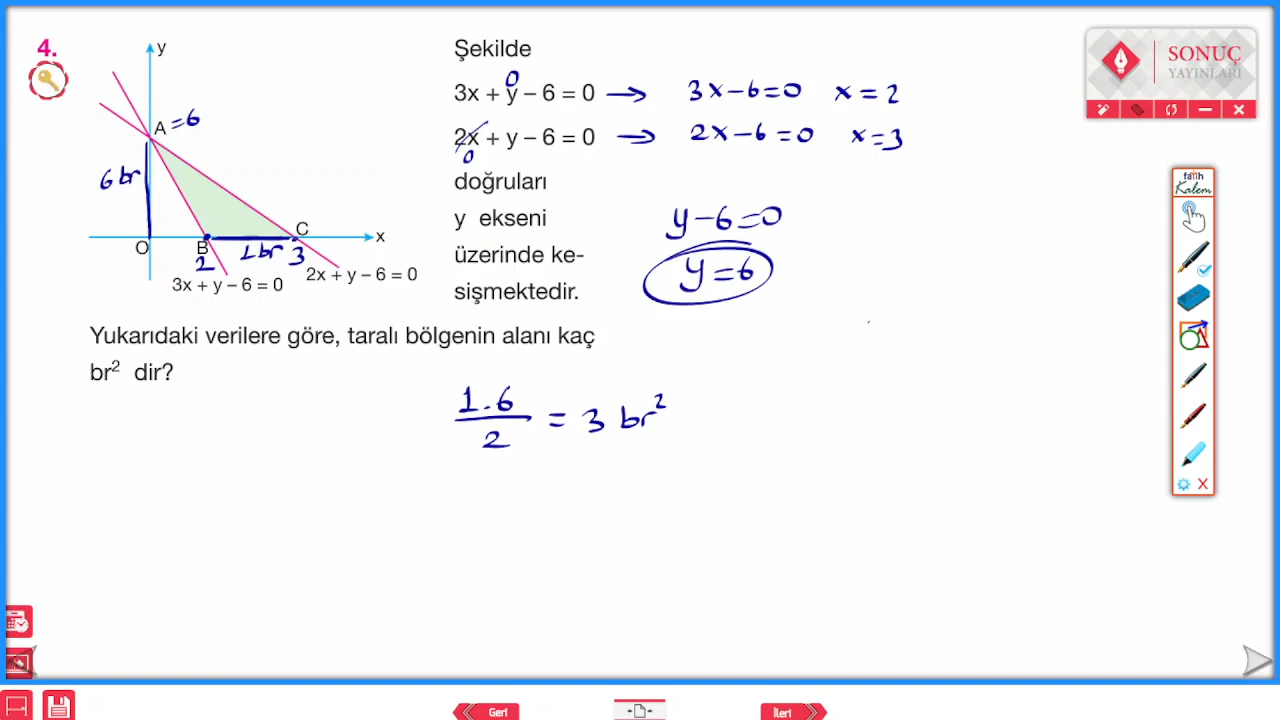 4.
y
A = 6
6 br
O
B
C
x
2
1 br
3
3x + y – 6 = 0
2x + y – 6 = 0
Şekilde
0
3x + y – 6 = 0 → 3x – 6 = 0 x = 2
2x + y – 6 = 0 → 2x – 6 = 0 x = 3
0
doğruları
y ekseni
üzerinde ke-
sişmektedir.
y – 6 = 0
y = 6
Yukarıdaki verilere göre, taralı bölgenin alanı kaç
br² dir?
1.6
2
= 3 br²
SONUÇ
YAYINLARI
fatih
Kalem
Geri
İleri